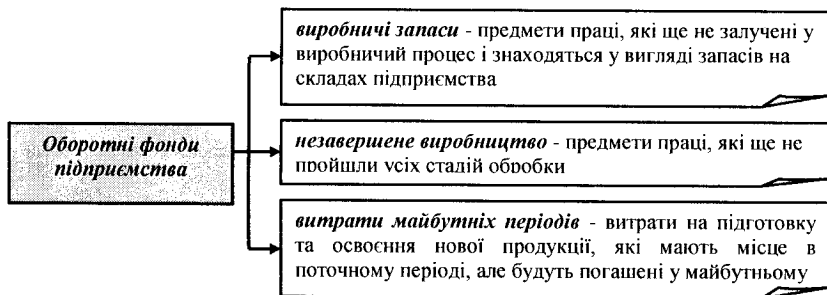 виробничі запаси - предмети праці, які ще не залучені у
виробничий процес і знаходяться у вигляді запасів на
складах підприємства
Оборотні фонди
підприємства
незавершене виробництво - предмети праці, які ще не
пройшли усіх стадій обробки
витрати майбутніх періодів - витрати на підготовку
та освоєння нової продукції, які мають місце в
поточному періоді, але будуть погашені у майбутньому